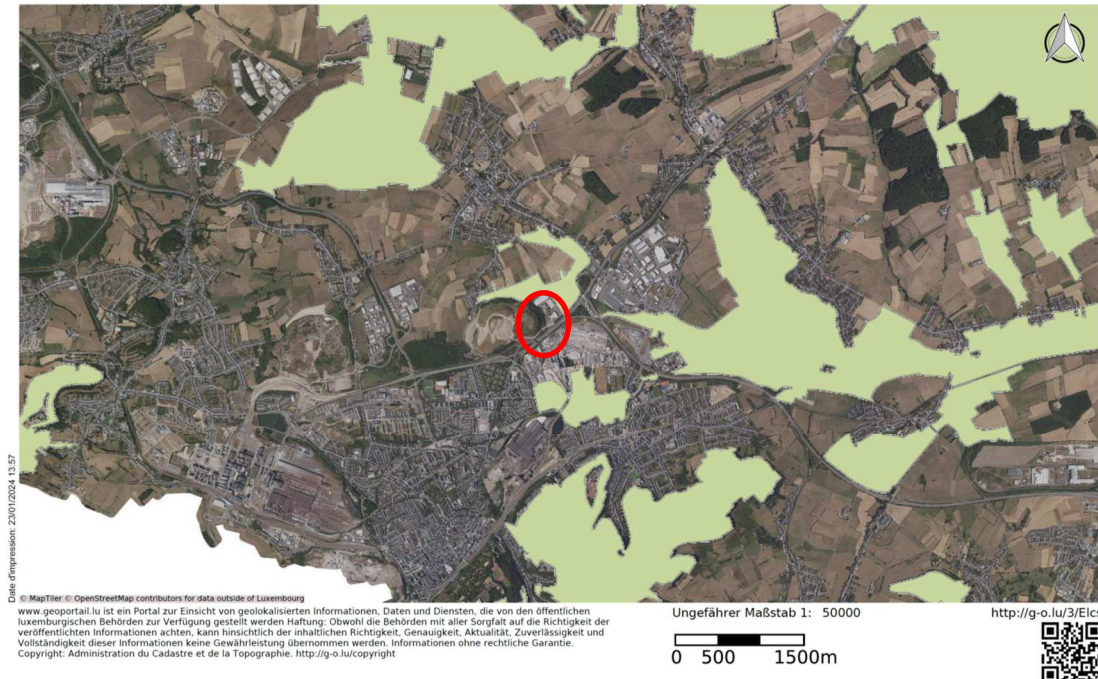 Date d'impression: 23/01/2024 13:57
© MapTiler © OpenStreetMap contributors for data outside of Luxembourg
www.geoportail.lu ist ein Portal zur Einsicht von geolokalisierten Informationen, Daten und Diensten, die von den öffentlichen
luxemburgischen Behörden zur Verfügung gestellt werden Haftung: Obwohl die Behörden mit aller Sorgfalt auf die Richtigkeit der
veröffentlichten Informationen achten, kann hinsichtlich der inhaltlichen Richtigkeit, Genauigkeit, Aktualität, Zuverlässigkeit und
Vollständigkeit dieser Informationen keine Gewährleistung übernommen werden. Informationen ohne rechtliche Garantie.
Copyright: Administration du Cadastre et de la Topographie. http://g-o.lu/copyright
Ungefährer Maßstab 1: 50000
0 500 1500m
http://g-o.lu/3/Elcs